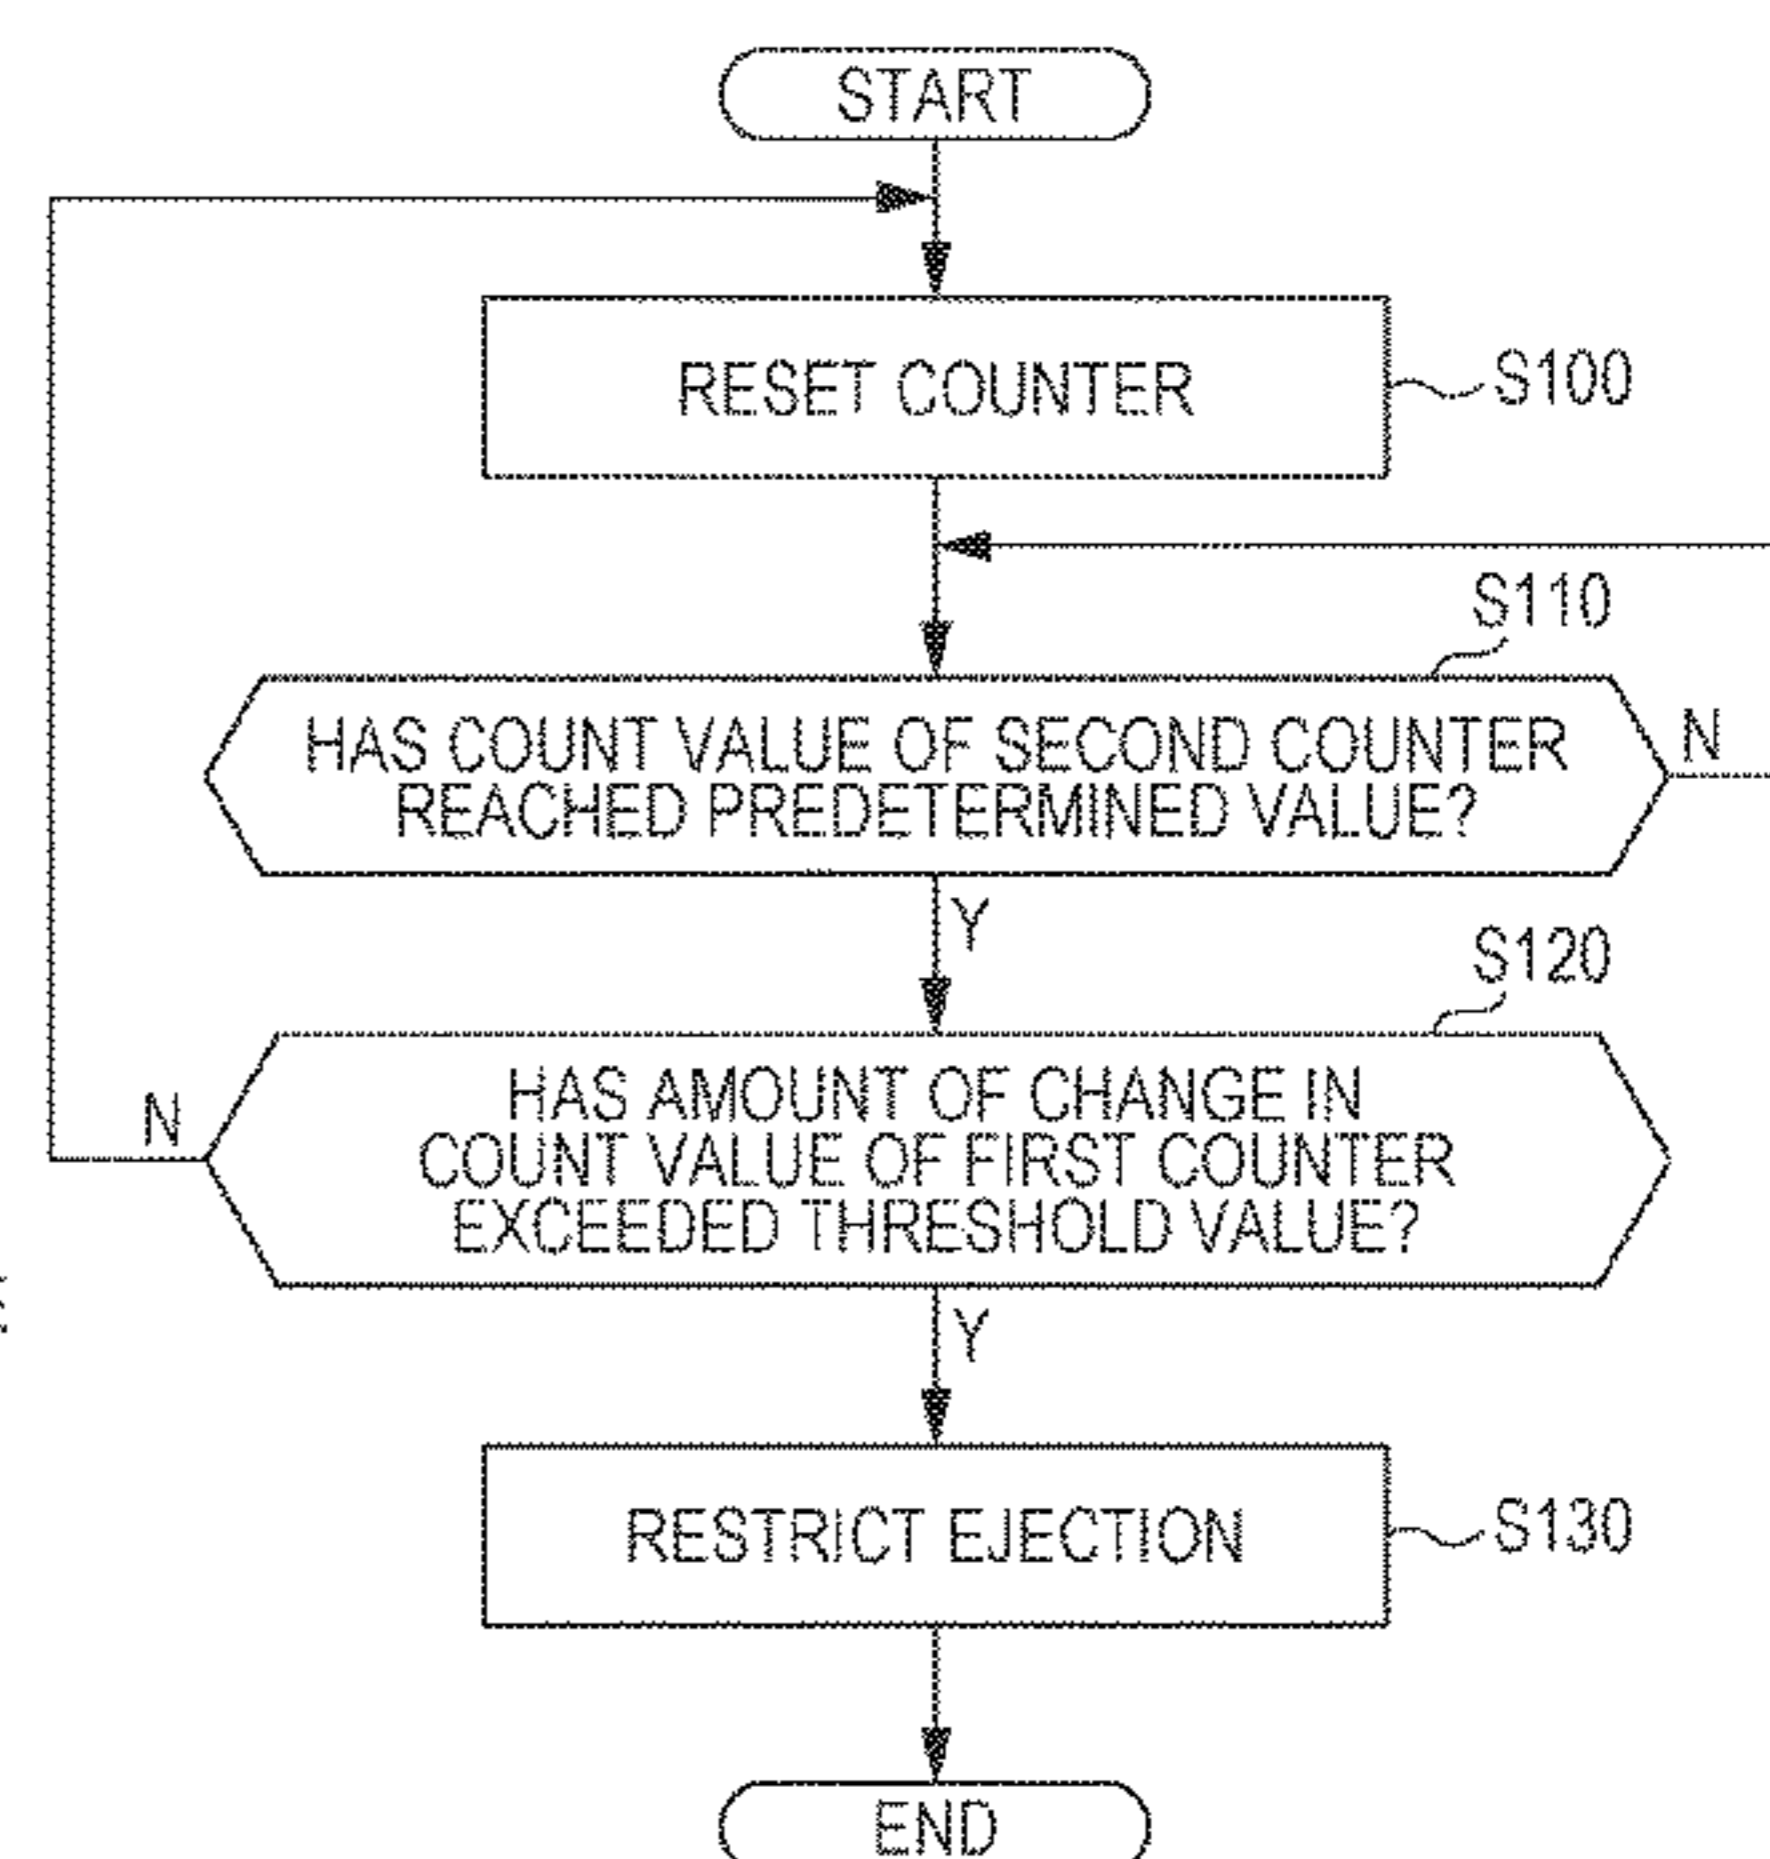 START
RESET COUNTER
S100
S110
HAS COUNT VALUE OF SECOND COUNTER
REACHED PREDETERMINED VALUE?
N
Y
S120
HAS AMOUNT OF CHANGE IN
COUNT VALUE OF FIRST COUNTER
EXCEEDED THRESHOLD VALUE?
N
Y
RESTRICT EJECTION
S130
END